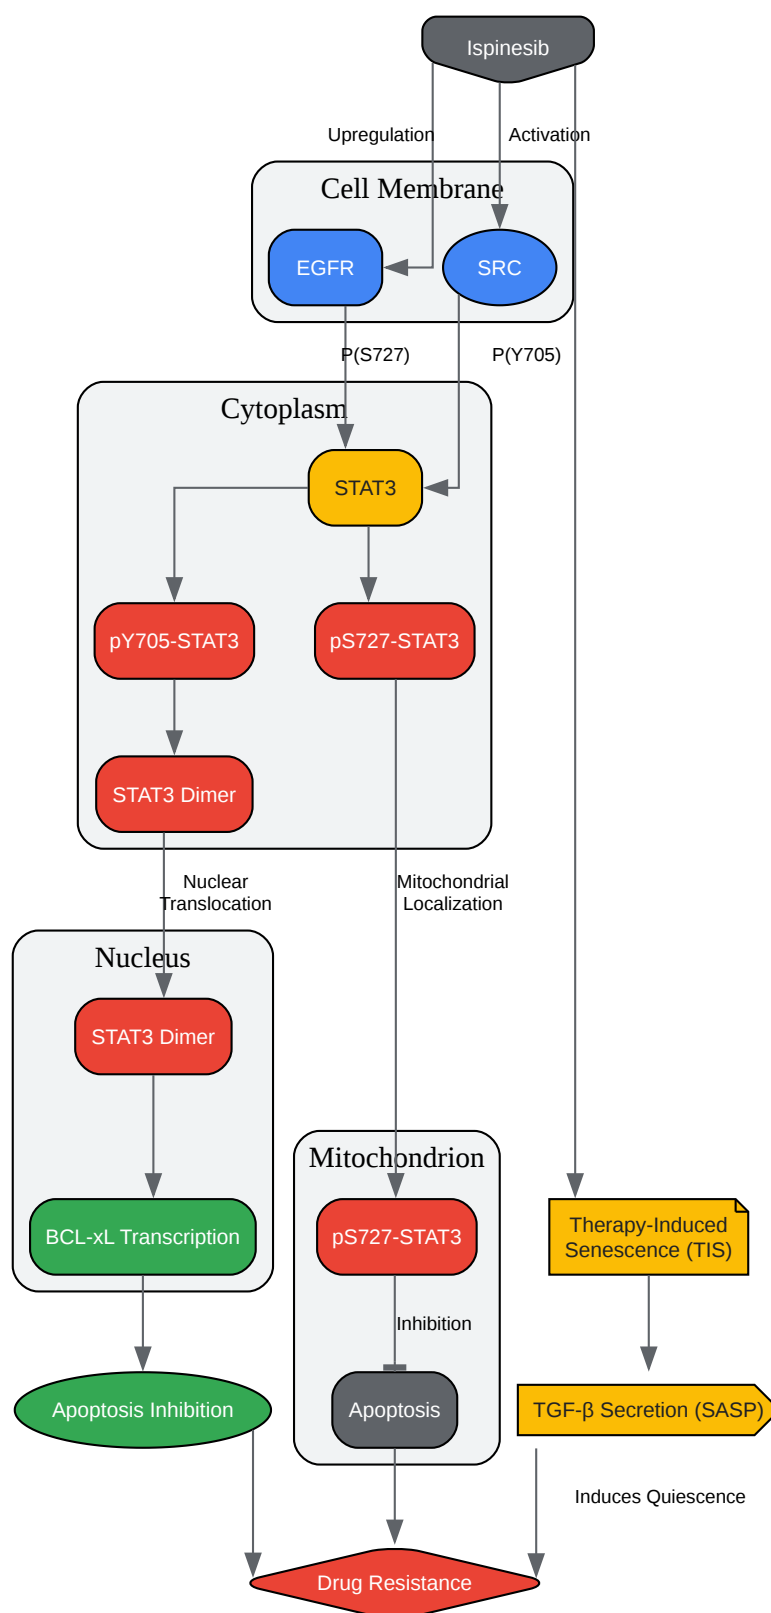 Ispinesib
Upregulation
Activation
Cell Membrane
EGFR
SRC
P(S727)
P(Y705)
Cytoplasm
STAT3
pY705-STAT3
pS727-STAT3
STAT3 Dimer
Nuclear
Translocation
Mitochondrial
Localization
Nucleus
STAT3 Dimer
Mitochondrion
BCL-xL Transcription
pS727-STAT3
Therapy-Induced
Senescence (TIS)
Inhibition
Apoptosis Inhibition
Apoptosis
TGF-β Secretion (SASP)
Induces Quiescence
Drug Resistance